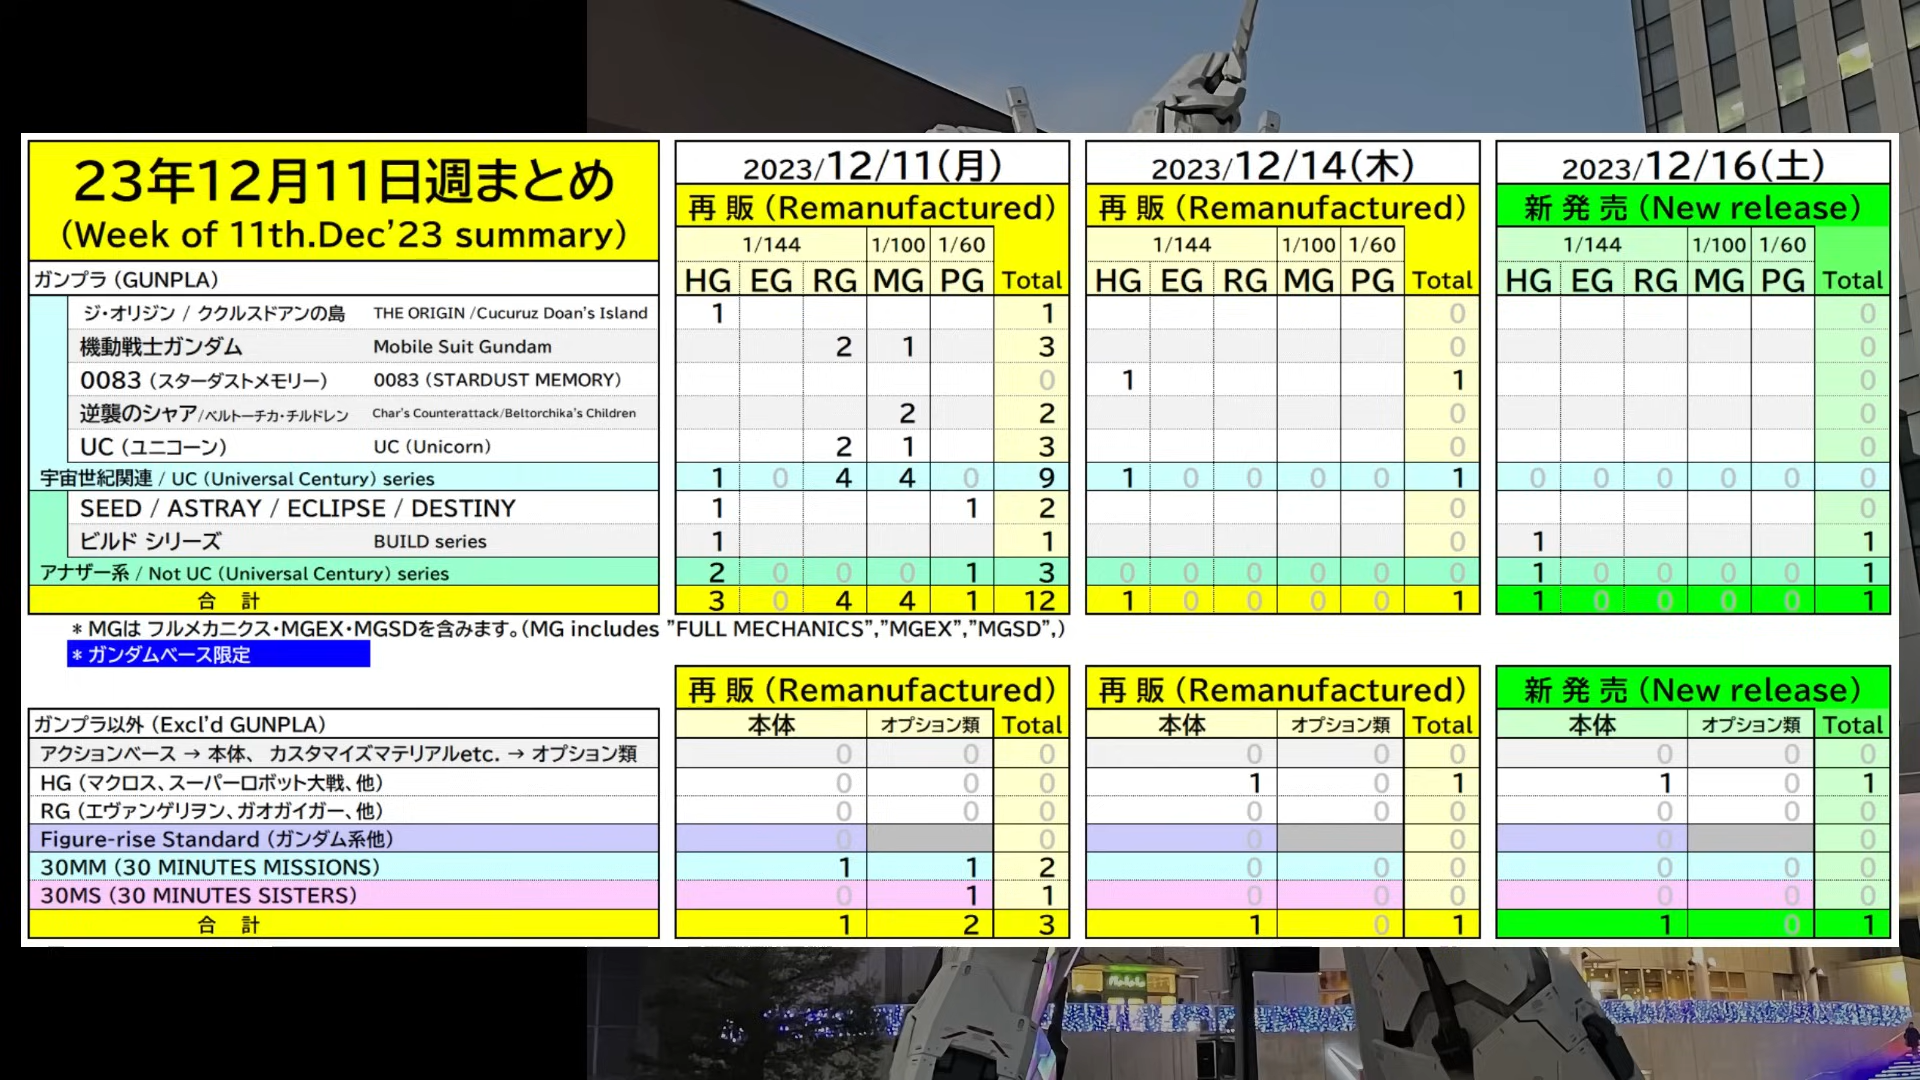 23年12月11日週まとめ
(Week of 11th.Dec'23 summary)
2023/12/11(月)
2023/12/14(木)
2023/12/16(土)
再 販 (Remanufactured)
再 販 (Remanufactured)
新 発 売 (New release)
1/144 1/100 1/60
1/144 1/100 1/60
1/144 1/100 1/60
ガンプラ (GUNPLA)
HG EG RG MG PG Total
HG EG RG MG PG Total
HG EG RG MG PG Total
ジ・オリジン / ククルスドアンの島 THE ORIGIN /Cucuruz Doan's Island 1 1 0 0
機動戦士ガンダム Mobile Suit Gundam 2 1 3 0 0
0083 (スターダストメモリー) 0083 (STARDUST MEMORY) 0 1 1 0
逆襲のシャア/ベルトーチカ・チルドレン Char's Counterattack/Beltorchika's Children 2 2 0 0
UC (ユニコーン) UC (Unicorn) 2 1 3 0 0
宇宙世紀関連 / UC (Universal Century) series 1 0 4 4 0 9 1 0 0 0 0 1 0 0 0 0 0 0
SEED / ASTRAY / ECLIPSE / DESTINY 1 1 2 0 0
ビルド シリーズ BUILD series 1 1 0 1 1
アナザー系 / Not UC (Universal Century) series 2 0 0 0 1 3 0 0 0 0 0 0 1 0 0 0 0 1
合 計 3 0 4 4 1 12 1 0 0 0 0 1 1 0 0 0 0 1
* MGは フルメカニクス・MGEX・MGSDを含みます。(MG includes "FULL MECHANICS","MGEX","MGSD",)
* ガンダムベース限定
再 販 (Remanufactured)
再 販 (Remanufactured)
新 発 売 (New release)
ガンプラ以外 (Excl'd GUNPLA) 本体 オプション類 Total 本体 オプション類 Total 本体 オプション類 Total
アクションベース → 本体、 カスタマイズマテリアルetc. → オプション類 0 0 0 0 0 0 0 0 0
HG (マクロス、スーパーロボット大戦、他) 0 0 0 1 0 1 1 0 1
RG (エヴァンゲリヲン、ガオガイガー、他) 0 0 0 0 0 0 0 0 0
Figure-rise Standard (ガンダム系他) 0 0 0 0 0 0
30MM (30 MINUTES MISSIONS) 1 1 2 0 0 0 0 0 0
30MS (30 MINUTES SISTERS) 0 1 1 0 0 0 0 0 0
合 計 1 2 3 1 0 1 1 0 1